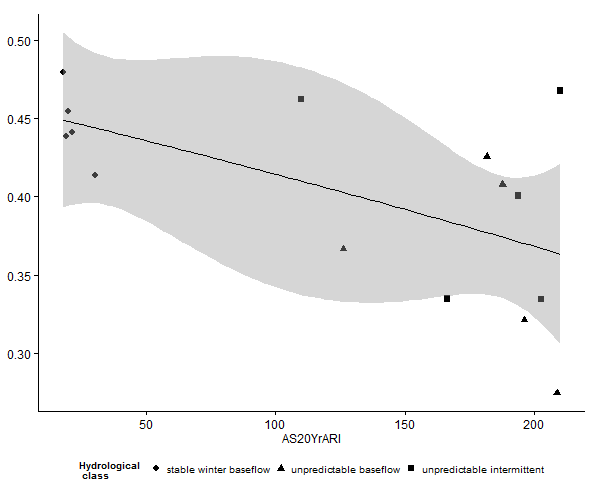 0.50
0.45
0.40
0.35
0.30
50 100 150 200
AS20YrARI
Hydrological
class
stable winter baseflow unpredictable baseflow unpredictable intermittent